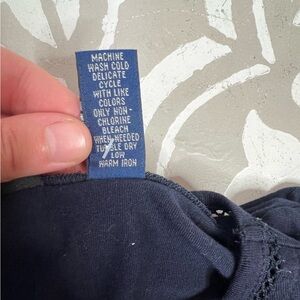 MACHINE
WASH COLD
DELICATE
CYCLE
WITH LIKE
COLORS
ONLY NON-
CHLORINE
BLEACH
WHEN NEEDED
TUMBLE DRY
LOW
WARM IRON